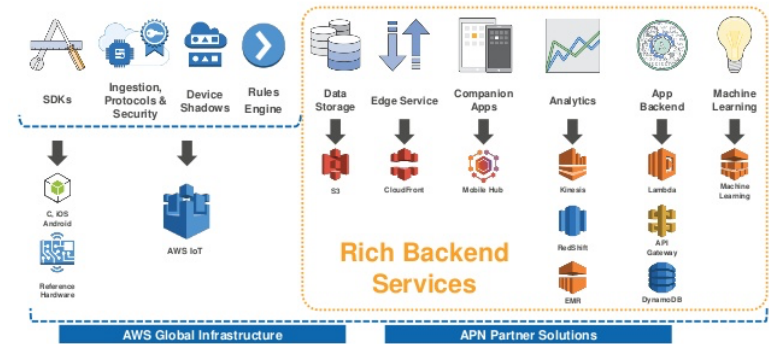 SDKs
Ingestion,
Protocols &
Security
Device
Shadows
Rules
Engine
Data
Storage
Edge Service
Companion
Apps
Analytics
App
Backend
Machine
Learning
C, iOS
Android
Reference
Hardware
AWS IoT
S3
CloudFront
Mobile Hub
Kinesis
RedShift
EMR
Lambda
API
Gateway
DynamoDB
Machine
Learning
Rich Backend
Services
AWS Global Infrastructure
APN Partner Solutions